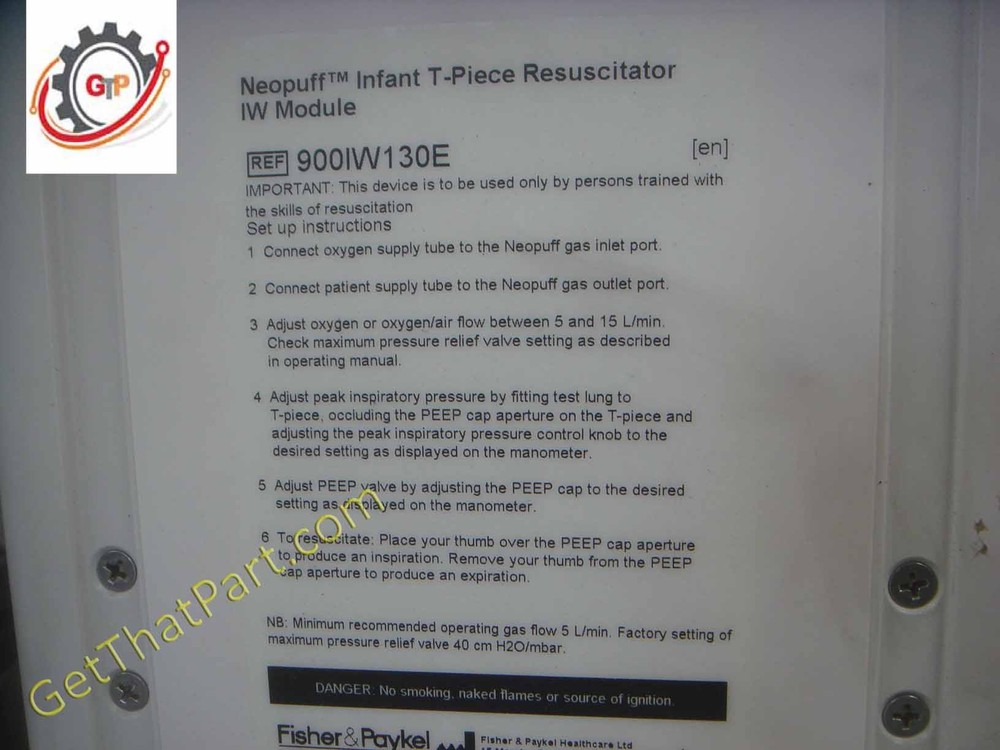 GTP
Neopuff™ Infant T-Piece Resuscitator
IW Module
REF 900IW130E [en]
IMPORTANT: This device is to be used only by persons trained with
the skills of resuscitation
Set up instructions
1 Connect oxygen supply tube to the Neopuff gas inlet port.
2 Connect patient supply tube to the Neopuff gas outlet port.
3 Adjust oxygen or oxygen/air flow between 5 and 15 L/min.
Check maximum pressure relief valve setting as described
in operating manual.
4 Adjust peak inspiratory pressure by fitting test lung to
T-piece, occluding the PEEP cap aperture on the T-piece and
adjusting the peak inspiratory pressure control knob to the
desired setting as displayed on the manometer.
5 Adjust PEEP valve by adjusting the PEEP cap to the desired
setting as displayed on the manometer.
6 To resuscitate: Place your thumb over the PEEP cap aperture
to produce an inspiration. Remove your thumb from the PEEP
cap aperture to produce an expiration.
NB: Minimum recommended operating gas flow 5 L/min. Factory setting of
maximum pressure relief valve 40 cm H2O/mbar.
DANGER: No smoking, naked flames or source of ignition.
Fisher & Paykel
Fisher & Paykel Healthcare Ltd
GetThatPart.com